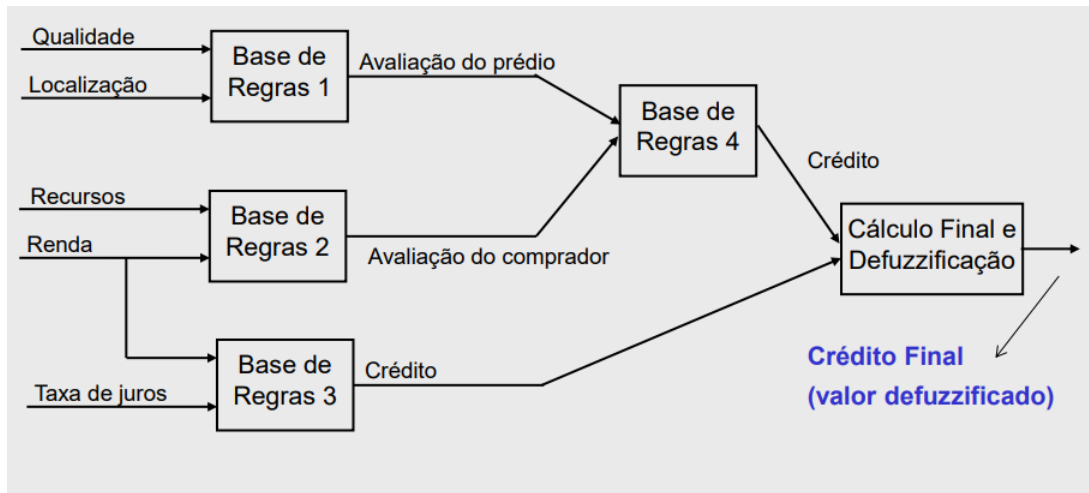 Qualidade
Localização
Base de
Regras 1
Avaliação do prédio
Recursos
Renda
Base de
Regras 2
Avaliação do comprador
Taxa de juros
Base de
Regras 3
Crédito
Base de
Regras 4
Crédito
Cálculo Final e
Defuzzificação
Crédito Final
(valor defuzzificado)